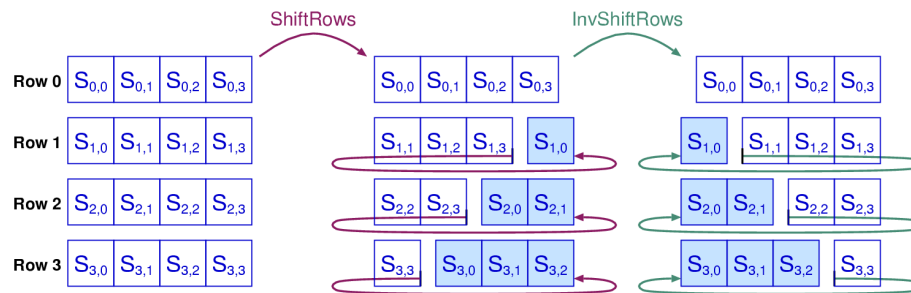 ShiftRows InvShiftRows
Row 0 S0,0 S0,1 S0,2 S0,3 S0,0 S0,1 S0,2 S0,3 S0,0 S0,1 S0,2 S0,3
Row 1 S1,0 S1,1 S1,2 S1,3 S1,1 S1,2 S1,3 S1,0 S1,0 S1,1 S1,2 S1,3
Row 2 S2,0 S2,1 S2,2 S2,3 S2,2 S2,3 S2,0 S2,1 S2,0 S2,1 S2,2 S2,3
Row 3 S3,0 S3,1 S3,2 S3,3 S3,3 S3,0 S3,1 S3,2 S3,0 S3,1 S3,2 S3,3